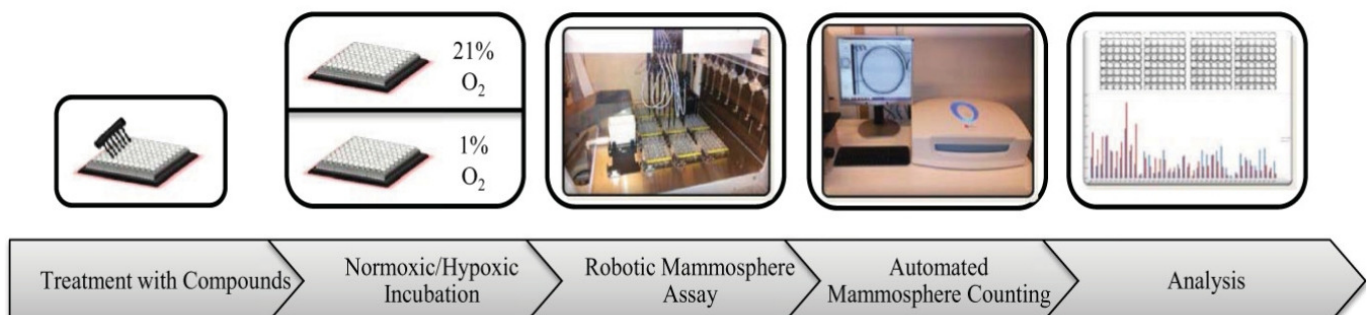 21%
O₂
1%
O₂
Treatment with Compounds
Normoxic/Hypoxic
Incubation
Robotic Mammosphere
Assay
Automated
Mammosphere Counting
Analysis